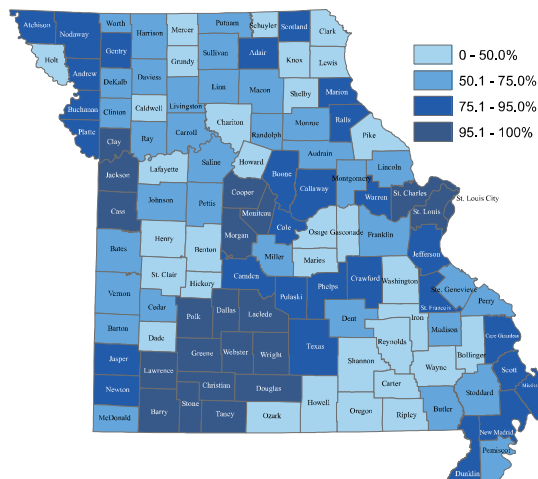 Atchison
Nodaway
Worth
Harrison
Mercer
Putnam
Schuyler
Scotland
Clark
Holt
Gentry
Sullivan
Adair
Knox
Lewis
Grundy
Andrew
DeKalb
Daviess
Linn
Macon
Shelby
Marion
Buchanan
Clinton
Caldwell
Livingston
Chariton
Randolph
Monroe
Ralls
Pike
Platte
Clay
Ray
Carroll
Howard
Audrain
Jackson
Lafayette
Saline
Boone
Callaway
Montgomery
Lincoln
Warren
St. Charles
St. Louis City
St. Louis
Cass
Johnson
Pettis
Cooper
Moniteau
Cole
Osage
Gasconade
Franklin
Jefferson
Bates
Henry
Benton
Morgan
Miller
Maries
St. Clair
Hickory
Camden
Pulaski
Phelps
Crawford
Washington
Ste. Genevieve
St. Francois
Perry
Vernon
Cedar
Polk
Dallas
Laclede
Dent
Iron
Madison
Barton
Dade
Greene
Webster
Wright
Texas
Reynolds
Wayne
Bollinger
Cape Girardeau
Jasper
Lawrence
Shannon
Scott
Newton
Christian
Douglas
Carter
Stoddard
McDonald
Barry
Stone
Taney
Ozark
Howell
Oregon
Ripley
Butler
New Madrid
Pemiscot
Dunklin
0 - 50.0%
50.1 - 75.0%
75.1 - 95.0%
95.1 - 100%